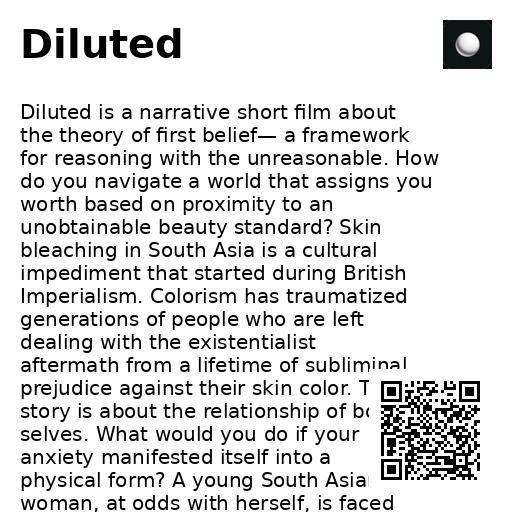 Diluted
Diluted is a narrative short film about
the theory of first belief— a framework
for reasoning with the unreasonable. How
do you navigate a world that assigns you
worth based on proximity to an
unobtainable beauty standard? Skin
bleaching in South Asia is a cultural
impediment that started during British
Imperialism. Colorism has traumatized
generations of people who are left
dealing with the existentialist
aftermath from a lifetime of subliminal
prejudice against their skin color.
story is about the relationship of
selves. What would you do if your
anxiety manifested itself into a
physical form? A young South Asian
woman, at odds with herself, is faced